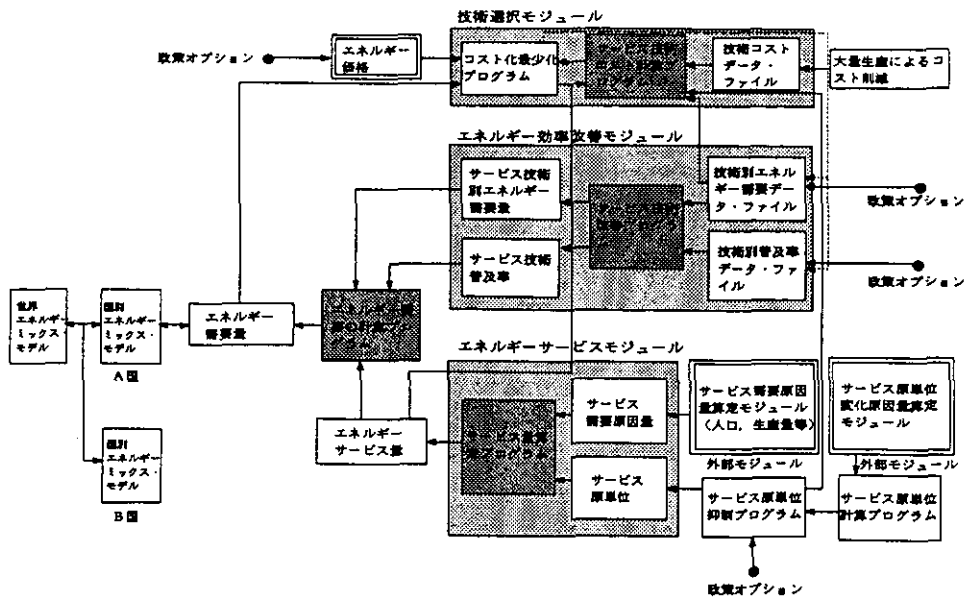 技術選択モジュール
政策オプション
エネルギー
価格
コスト化最少化
プログラム
サービス技術
技術コスト
データ・
ファイル
大量生産によるコ
スト削減
エネルギー効率改善モジュール
サービス技術
別エネルギー
需要量
サービス技術
普及率
技術別エネル
ギー需要デー
タ・ファイル
技術別普及率
データ・ファ
イル
政策オプション
政策オプション
世界
エネルギー
ミックス・
モデル
国別
エネルギー
ミックス・
モデル
A国
エネルギー
需要量
国別
エネルギー
ミックス・
モデル
B国
エネルギー
サービス量
エネルギーサービスモジュール
サービス
需要原因量
サービス
原単位
サービス需要原因
量算定モジュール
(人口，生産量等)
外部モジュール
サービス原単位
変化原因量算定
モジュール
外部モジュール
サービス原単位
抑制プログラム
サービス原単位
計算プログラム
政策オプション